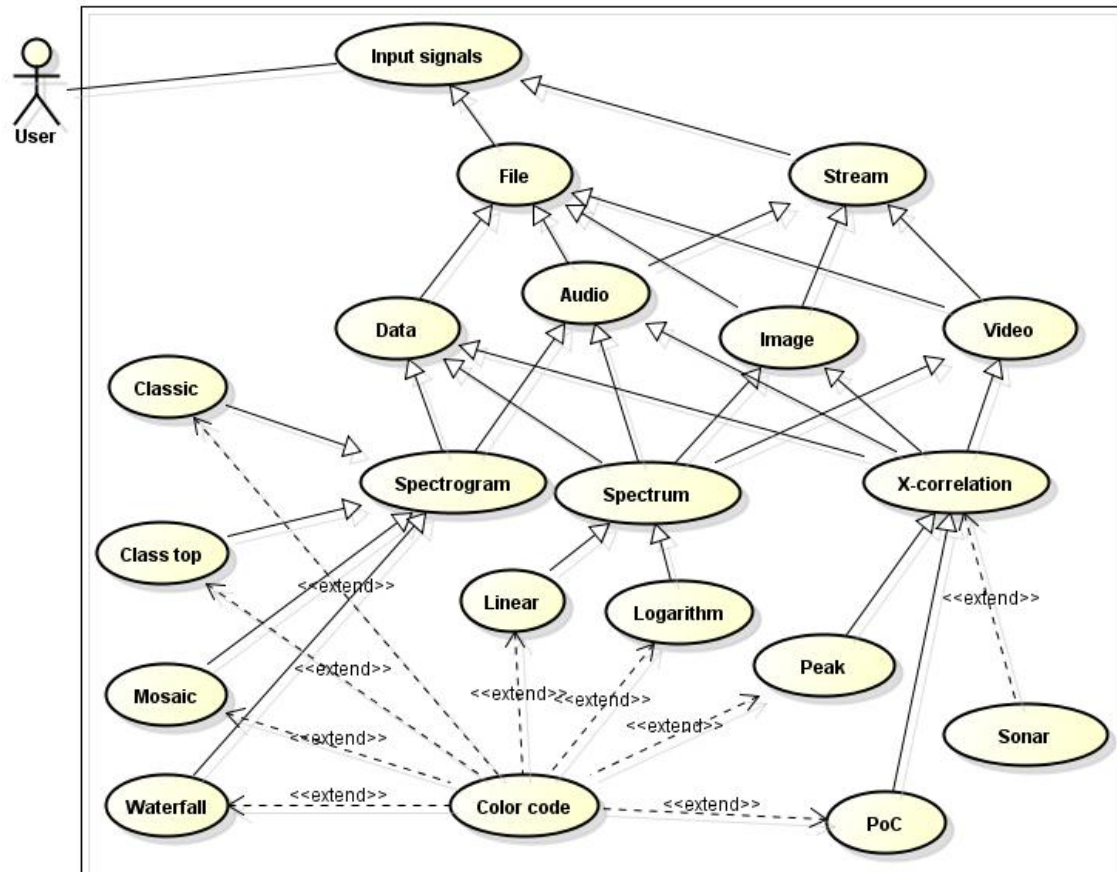 Input signals
User
File
Stream
Audio
Data
Image
Video
Classic
Spectrogram
Spectrum
X-correlation
Class top
<<extend>>
Linear
Logarithm
<<extend>>
Peak
<<extend>>
Mosaic
<<extend>>
<<extend>>
<<extend>>
<<extend>>
Sonar
Waterfall
<<extend>>
Color code
<<extend>>
PoC